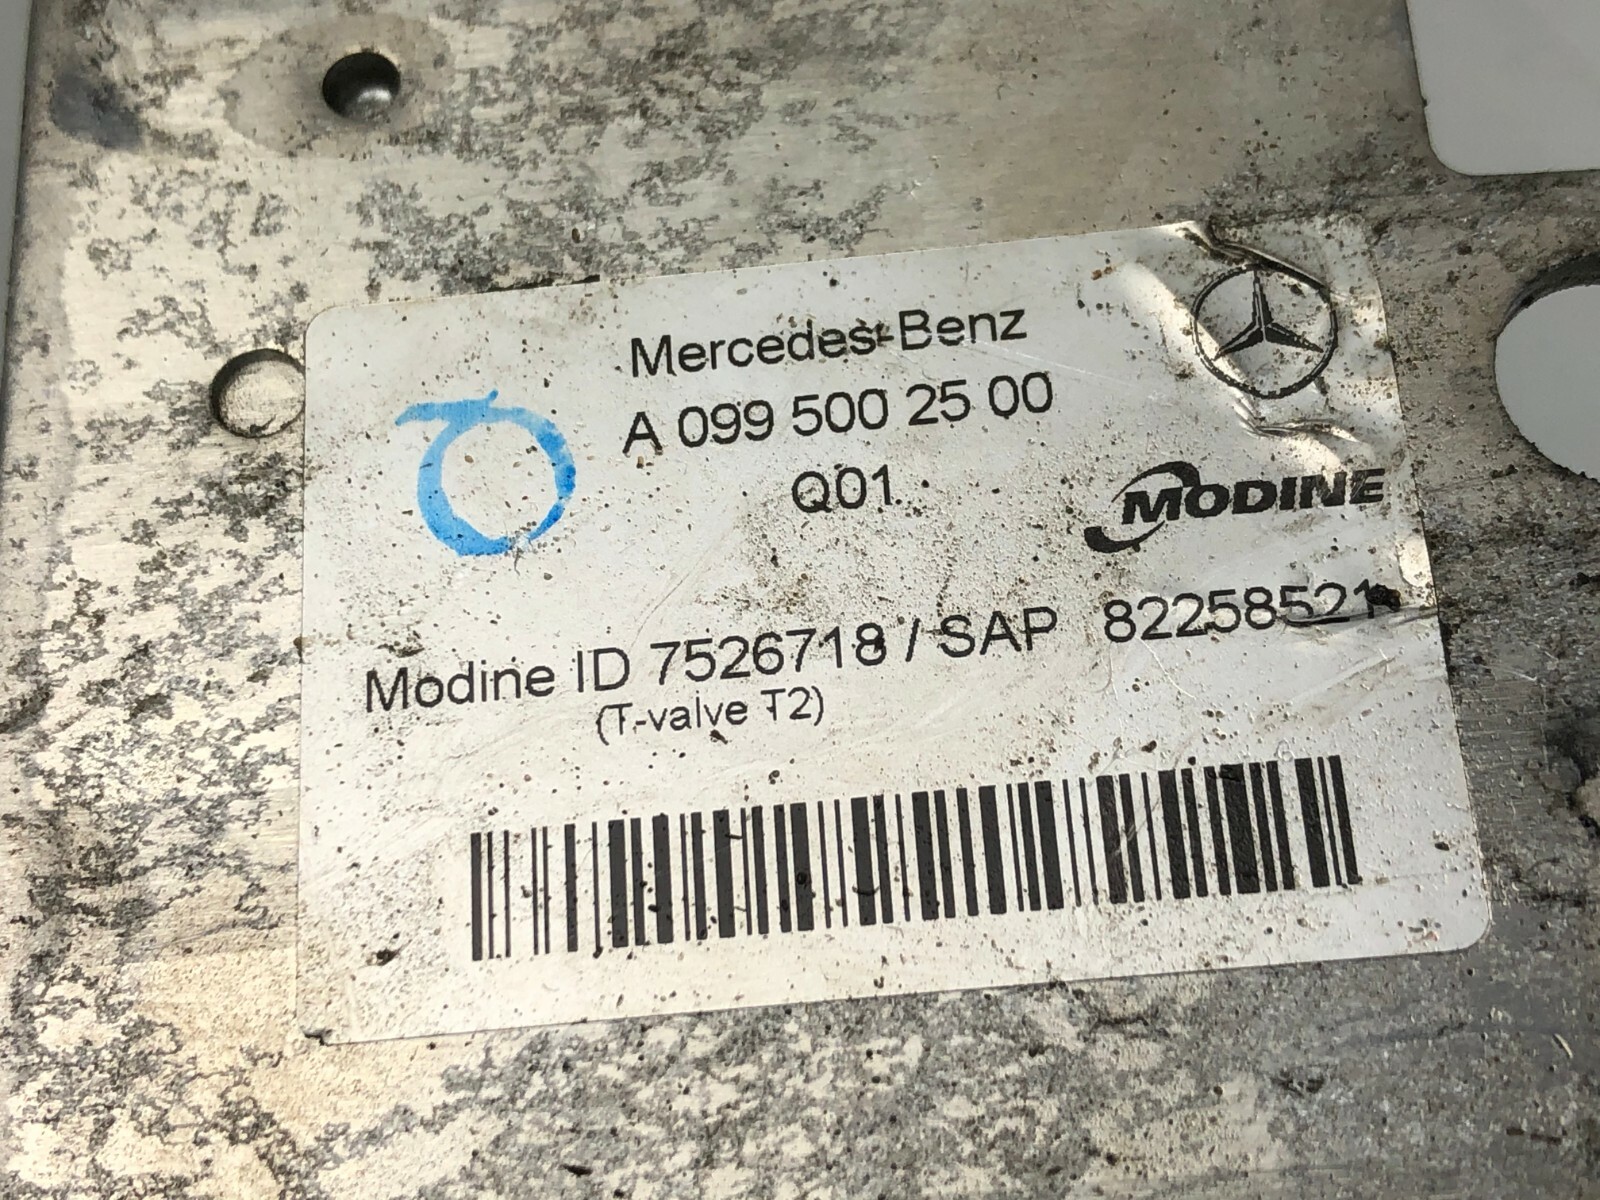 Mercedes-Benz
A 099 500 25 00
Q01
MODINE
Modine ID 7526718 / SAP 82258521
(T-valve T2)